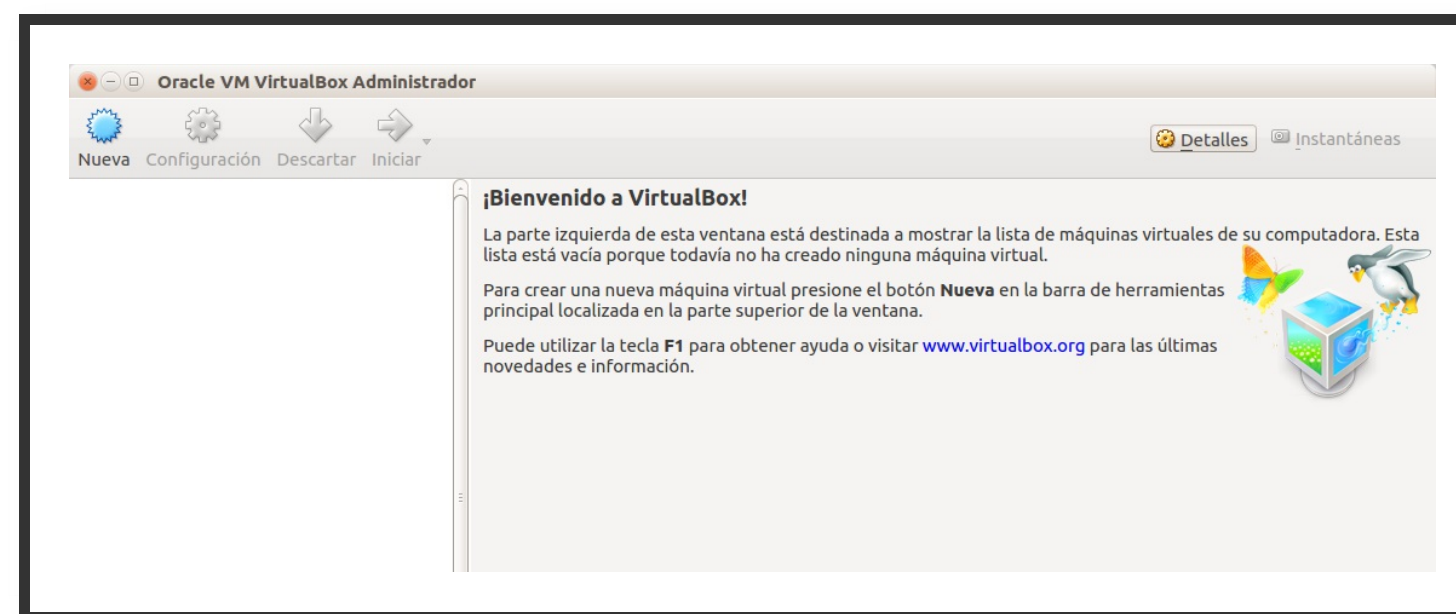 Oracle VM VirtualBox Administrador
Nueva Configuración Descartar Iniciar
Detalles Instantáneas
¡Bienvenido a VirtualBox!
La parte izquierda de esta ventana está destinada a mostrar la lista de máquinas virtuales de su computadora. Esta
lista está vacía porque todavía no ha creado ninguna máquina virtual.
Para crear una nueva máquina virtual presione el botón Nueva en la barra de herramientas
principal localizada en la parte superior de la ventana.
Puede utilizar la tecla F1 para obtener ayuda o visitar www.virtualbox.org para las últimas
novedades e información.